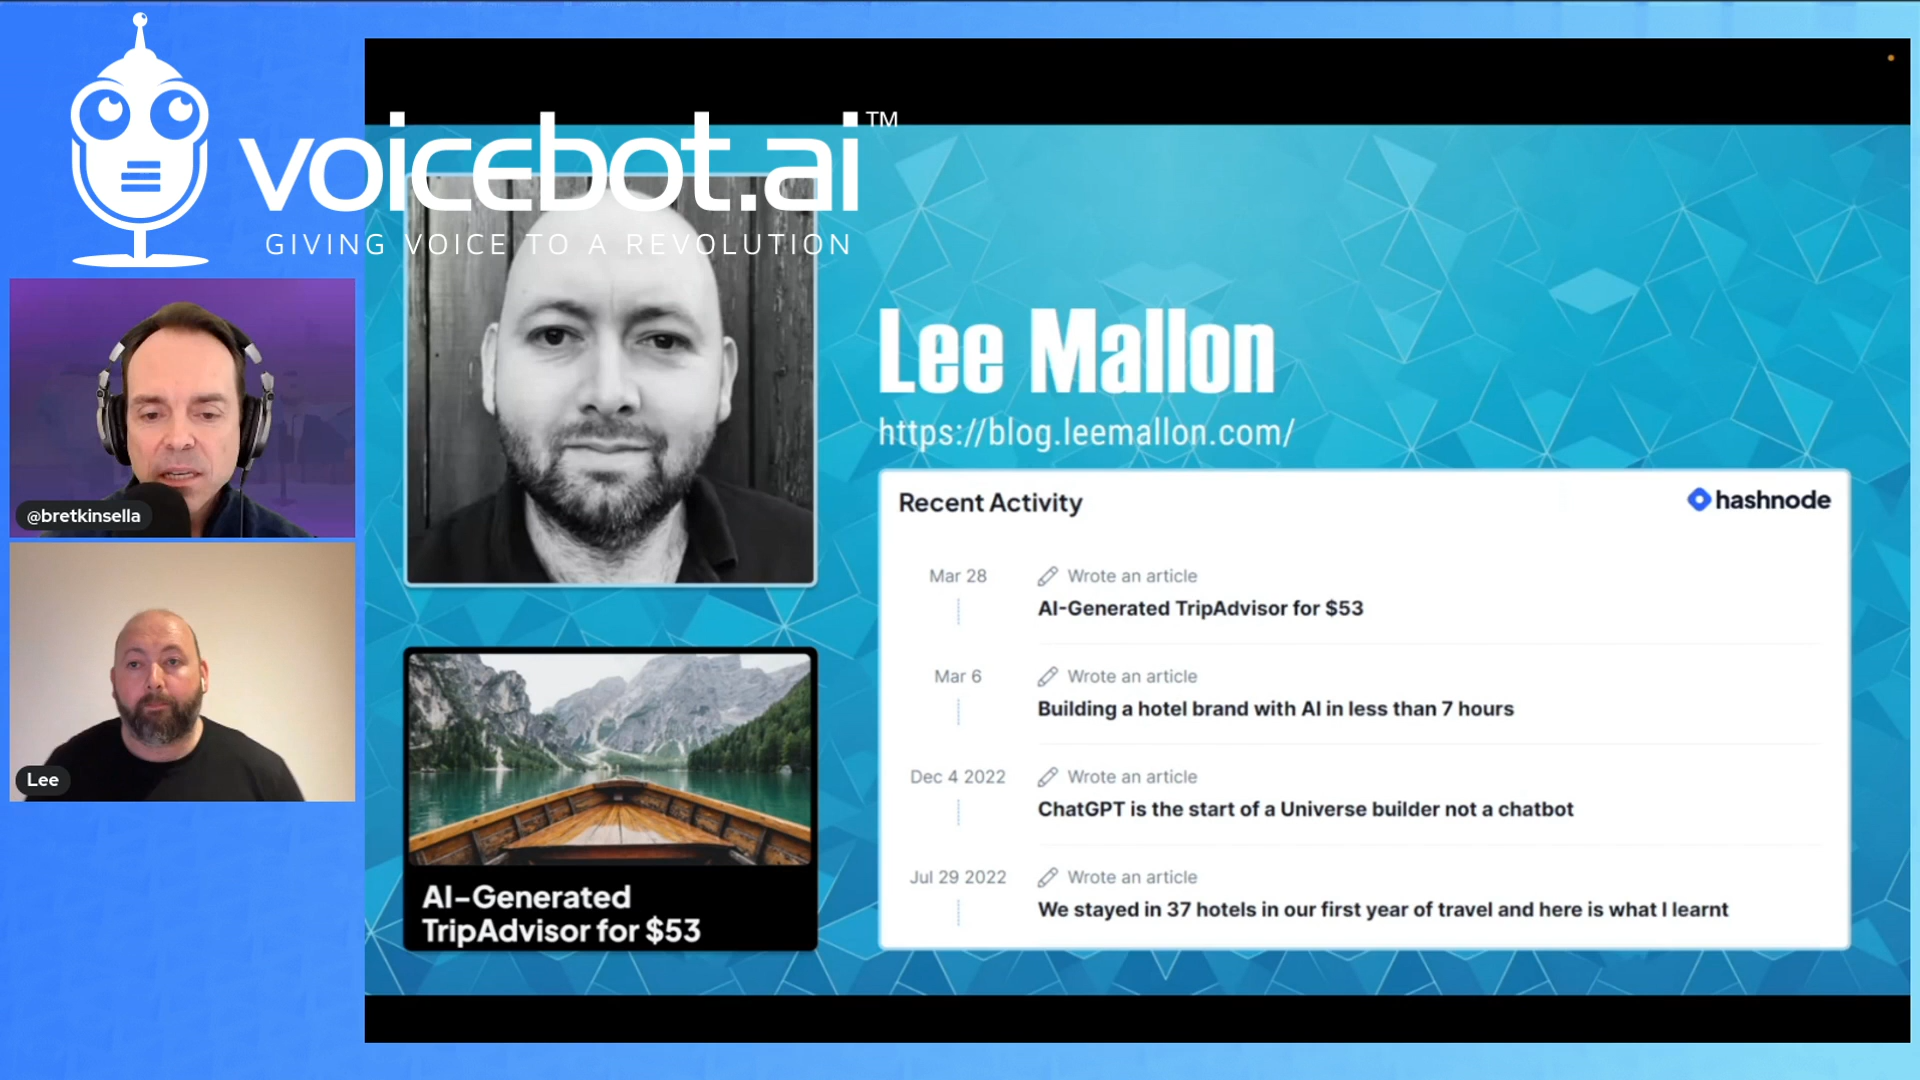 voicebot.ai™
GIVING VOICE TO A REVOLUTION
@bretkinsella
Lee
Lee Mallon
https://blog.leemallon.com/
Recent Activity
hashnode
Mar 28
Wrote an article
AI-Generated TripAdvisor for $53
Mar 6
Wrote an article
Building a hotel brand with AI in less than 7 hours
Dec 4 2022
Wrote an article
ChatGPT is the start of a Universe builder not a chatbot
Jul 29 2022
Wrote an article
We stayed in 37 hotels in our first year of travel and here is what I learnt
AI-Generated
TripAdvisor for $53